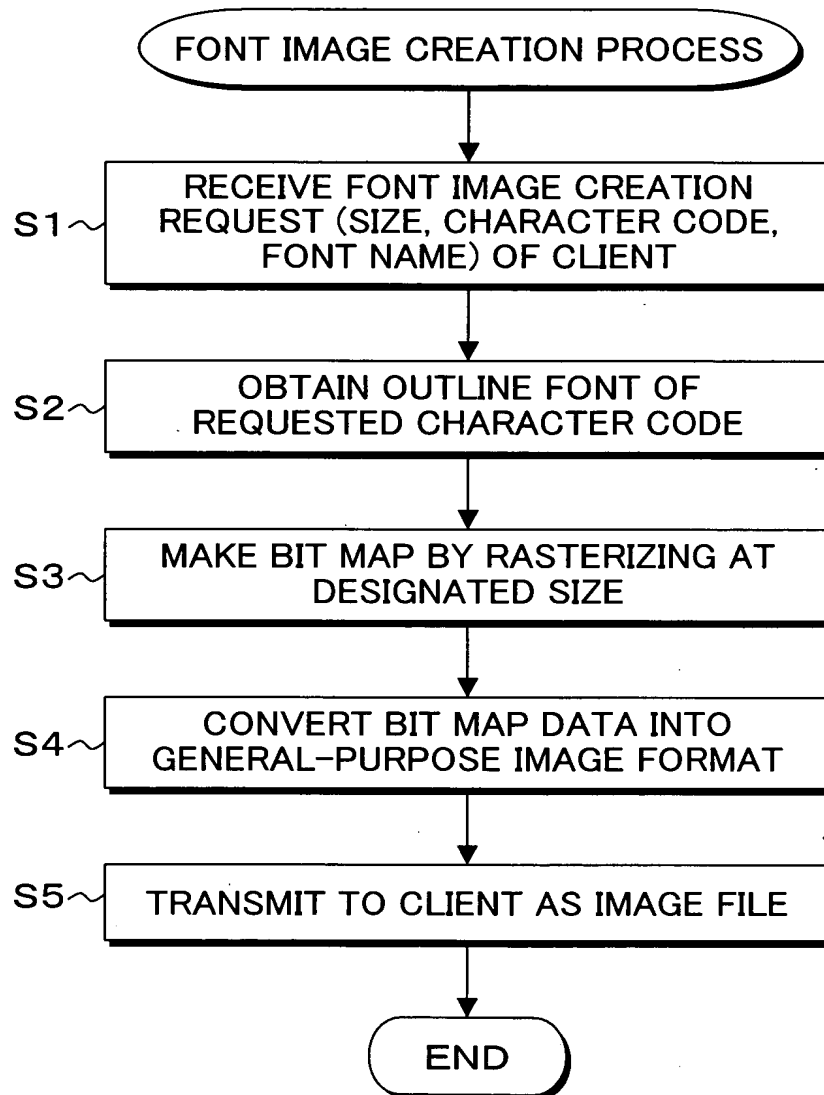 FONT IMAGE CREATION PROCESS
S1
RECEIVE FONT IMAGE CREATION
REQUEST (SIZE, CHARACTER CODE,
FONT NAME) OF CLIENT
S2
OBTAIN OUTLINE FONT OF
REQUESTED CHARACTER CODE
S3
MAKE BIT MAP BY RASTERIZING AT
DESIGNATED SIZE
S4
CONVERT BIT MAP DATA INTO
GENERAL-PURPOSE IMAGE FORMAT
S5
TRANSMIT TO CLIENT AS IMAGE FILE
END